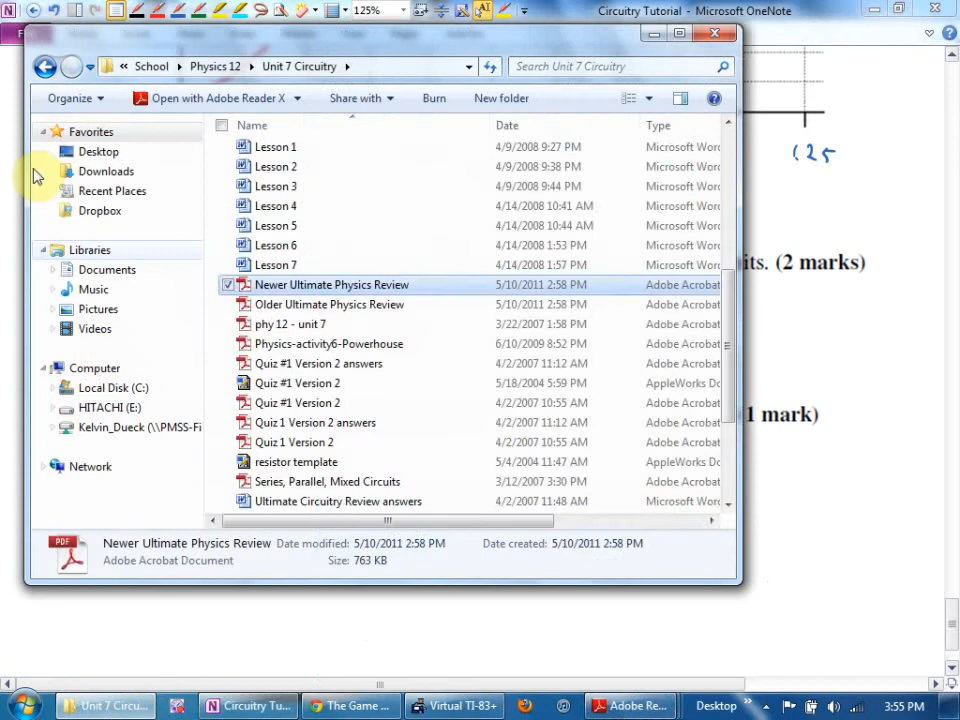 125%
Circuitry Tutorial - Microsoft OneNote
« School ▸ Physics 12 ▸ Unit 7 Circuitry ▸
Search Unit 7 Circuitry
Organize
Open with Adobe Reader X
Share with
Burn
New folder
Favorites
Desktop
Downloads
Recent Places
Dropbox
Libraries
Documents
Music
Pictures
Videos
Computer
Local Disk (C:)
HITACHI (E:)
Kelvin_Dueck (\\PMSS-Fi
Network
Name Date Type
Lesson 1 4/9/2008 9:27 PM Microsoft Word
Lesson 2 4/9/2008 9:38 PM Microsoft Word
Lesson 3 4/9/2008 9:44 PM Microsoft Word
Lesson 4 4/14/2008 10:41 AM Microsoft Word
Lesson 5 4/14/2008 10:44 AM Microsoft Word
Lesson 6 4/14/2008 1:53 PM Microsoft Word
Lesson 7 4/14/2008 1:57 PM Microsoft Word
Newer Ultimate Physics Review 5/10/2011 2:58 PM Adobe Acrobat
Older Ultimate Physics Review 5/10/2011 2:58 PM Adobe Acrobat
phy 12 - unit 7 3/22/2007 1:58 PM Adobe Acrobat
Physics-activity6-Powerhouse 6/10/2009 8:52 PM Adobe Acrobat
Quiz #1 Version 2 answers 4/2/2007 11:12 AM Adobe Acrobat
Quiz #1 Version 2 5/18/2004 5:59 PM AppleWorks Do
Quiz #1 Version 2 4/2/2007 10:55 AM Adobe Acrobat
Quiz 1 Version 2 answers 4/2/2007 11:12 AM Adobe Acrobat
Quiz 1 Version 2 4/2/2007 10:55 AM Adobe Acrobat
resistor template 5/4/2004 11:47 AM AppleWorks Do
Series, Parallel, Mixed Circuits 3/12/2007 3:30 PM Adobe Acrobat
Ultimate Circuitry Review answers 4/2/2007 11:48 AM Microsoft Word
PDF
Newer Ultimate Physics Review Date modified: 5/10/2011 2:58 PM Date created: 5/10/2011 2:58 PM
Adobe Acrobat Document Size: 763 KB
1.25
its. (2 marks)
1 mark)
Unit 7 Circu...
Circuitry Tu...
The Game ...
Virtual TI-83+
Adobe Re...
Desktop
3:55 PM